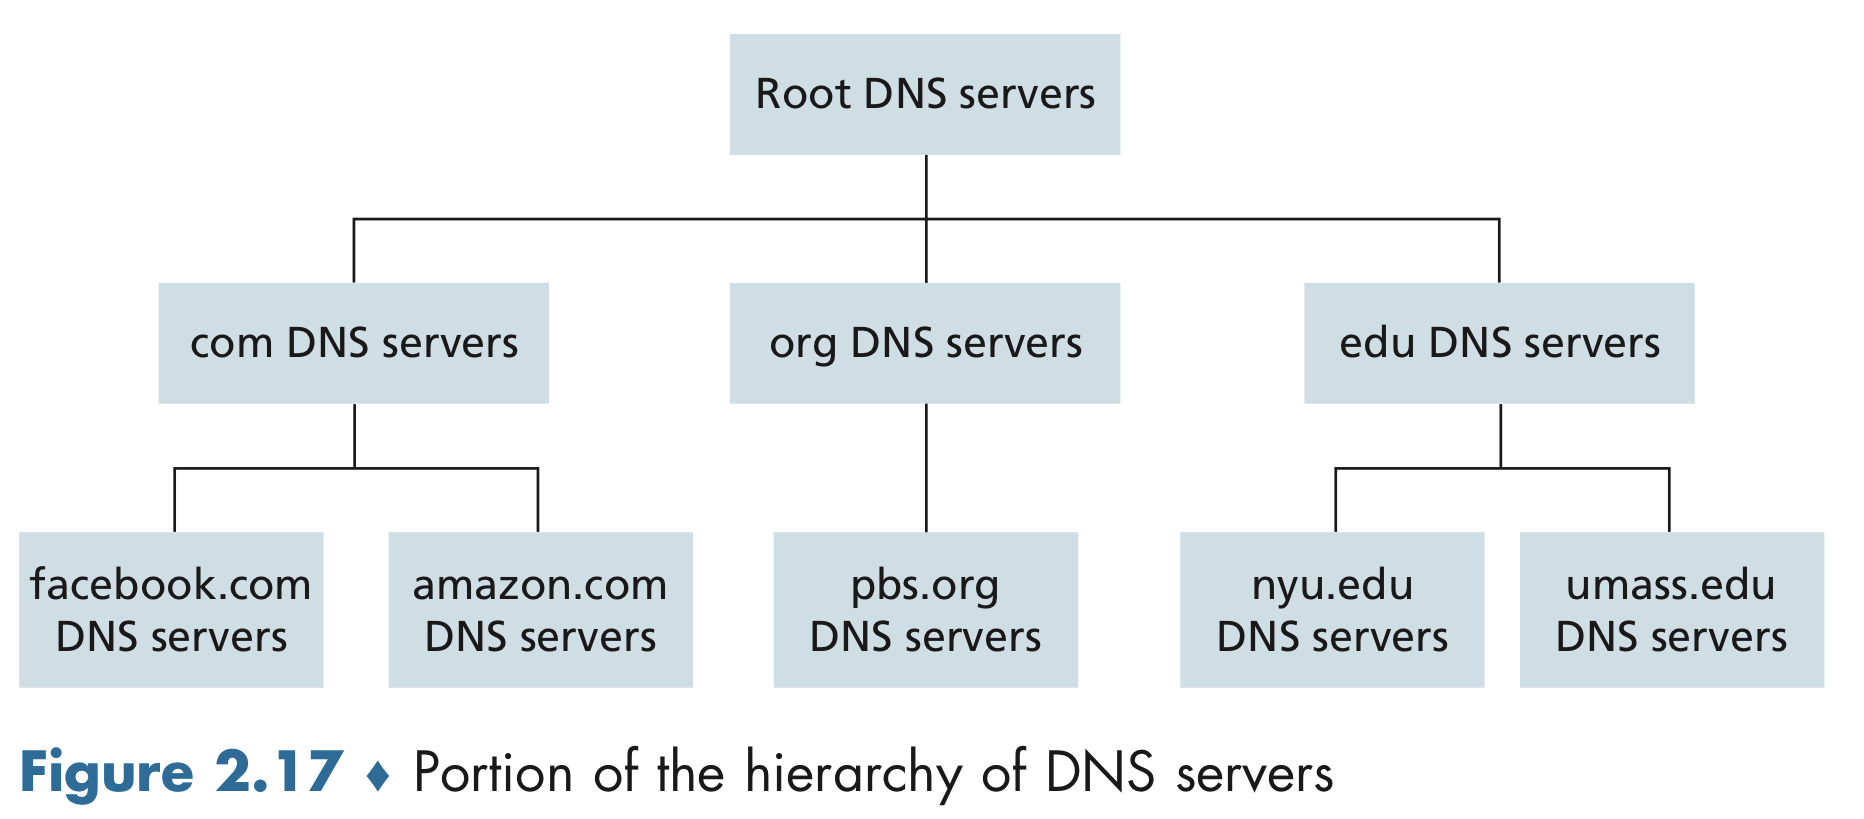 Root DNS servers
com DNS servers
org DNS servers
edu DNS servers
facebook.com
DNS servers
amazon.com
DNS servers
pbs.org
DNS servers
nyu.edu
DNS servers
umass.edu
DNS servers
Figure 2.17 ♦ Portion of the hierarchy of DNS servers